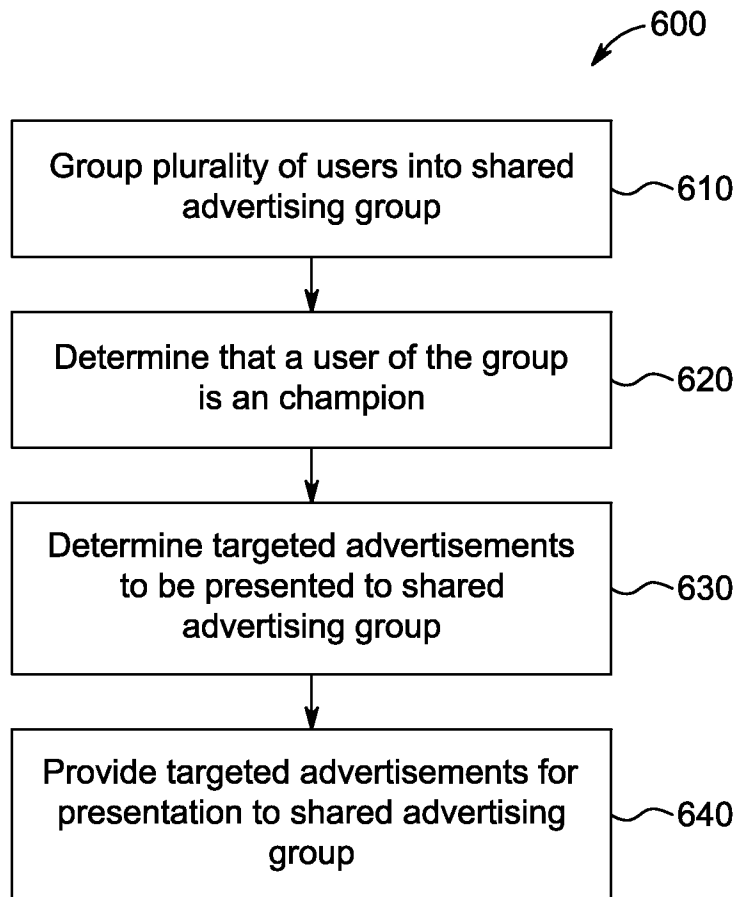 600
Group plurality of users into shared
advertising group
610
Determine that a user of the group
is an champion
620
Determine targeted advertisements
to be presented to shared
advertising group
630
Provide targeted advertisements for
presentation to shared advertising
group
640